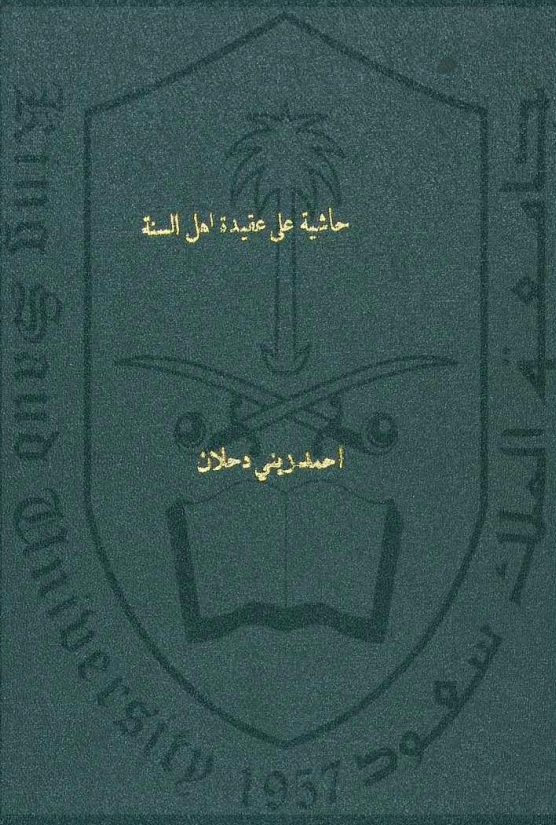 حاشية على عقيدة اهل السنة
احمد زيني دحلان
King Saud University 1957
جامعة الملك سعود